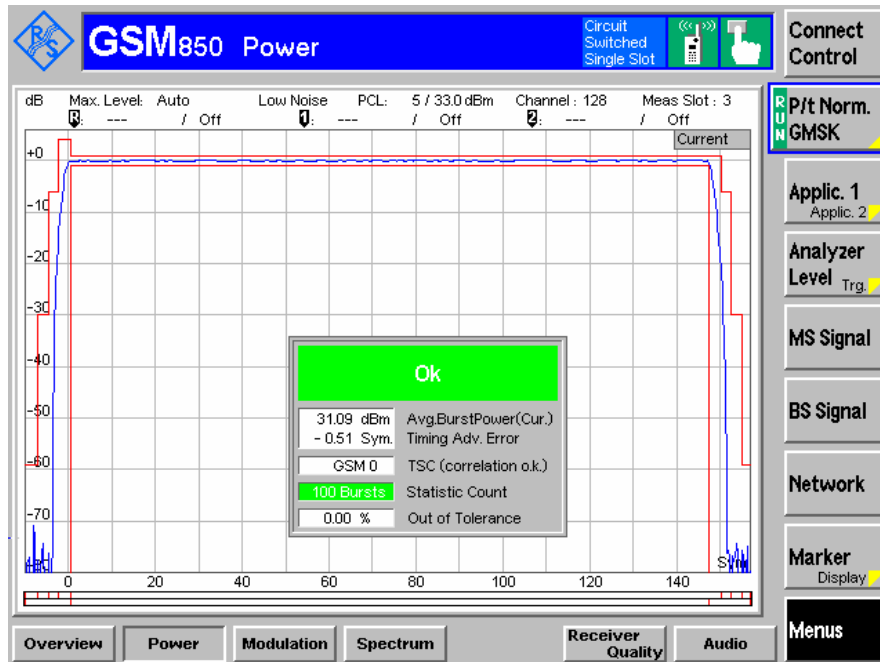 R&S
GSM850 Power
Circuit
Switched
Single Slot
Connect
Control
dB Max. Level: Auto Low Noise PCL: 5 / 33.0 dBm Channel : 128 Meas Slot : 3
R: --- / Off 1: --- / Off 2: --- / Off
Current
RUN
P/t Norm.
GMSK
Applic. 1
Applic. 2
Analyzer
Level Trg.
MS Signal
BS Signal
Network
Marker
Display
Menus
+0
-10
-20
-30
-40
-50
-60
-70
Ok
31.09 dBm Avg.BurstPower(Cur.)
- 0.51 Sym. Timing Adv. Error
GSM 0 TSC (correlation o.k.)
100 Bursts Statistic Count
0.00 % Out of Tolerance
0 20 40 60 80 100 120 140
Overview Power Modulation Spectrum Receiver Quality Audio